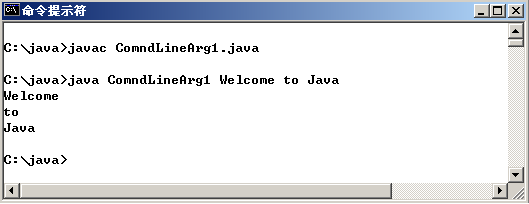 命令提示符
C:\java>javac ComndLineArg1.java
C:\java>java ComndLineArg1 Welcome to Java
Welcome
to
Java
C:\java>